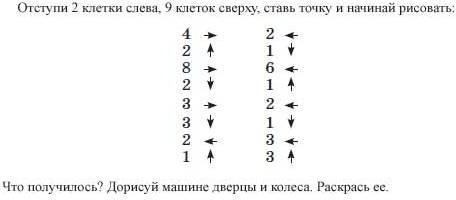 Отступи 2 клетки слева, 9 клеток сверху, ставь точку и начинай рисовать:
4 → 2 ←
2 ↑ 1 ↓
8 → 6 ←
2 ↓ 1 ↑
3 → 2 ←
3 ↓ 1 ↓
2 ← 3 ←
1 ↑ 3 ↑
Что получилось? Дорисуй машине дверцы и колеса. Раскрась ее.